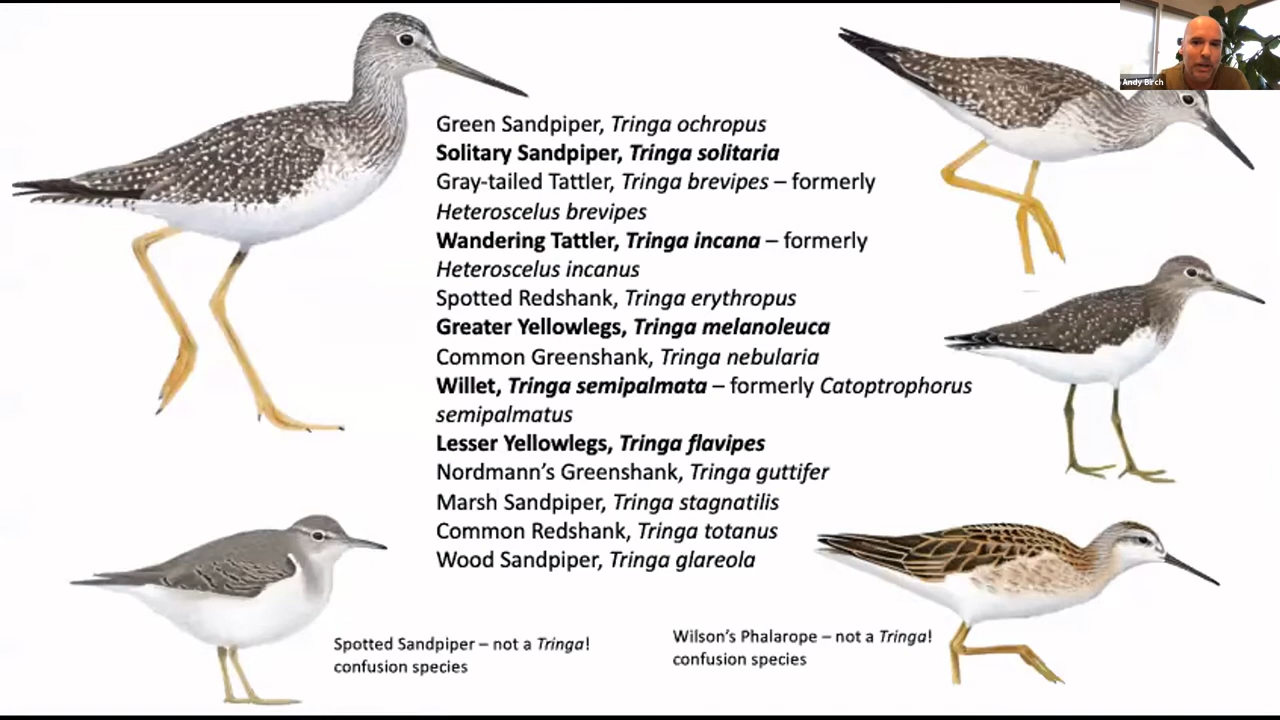 Andy Birch
Green Sandpiper, Tringa ochropus
Solitary Sandpiper, Tringa solitaria
Gray-tailed Tattler, Tringa brevipes – formerly
Heteroscelus brevipes
Wandering Tattler, Tringa incana – formerly
Heteroscelus incanus
Spotted Redshank, Tringa erythropus
Greater Yellowlegs, Tringa melanoleuca
Common Greenshank, Tringa nebularia
Willet, Tringa semipalmata – formerly Catoptrophorus
semipalmatus
Lesser Yellowlegs, Tringa flavipes
Nordmann’s Greenshank, Tringa guttifer
Marsh Sandpiper, Tringa stagnatilis
Common Redshank, Tringa totanus
Wood Sandpiper, Tringa glareola
Spotted Sandpiper – not a Tringa!
confusion species
Wilson’s Phalarope – not a Tringa!
confusion species